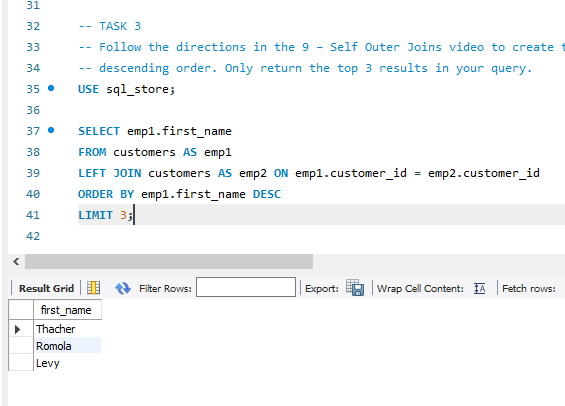 31
32 -- TASK 3
33 -- Follow the directions in the 9 – Self Outer Joins video to create
34 -- descending order. Only return the top 3 results in your query.
35 USE sql_store;
36
37 SELECT emp1.first_name
38 FROM customers AS emp1
39 LEFT JOIN customers AS emp2 ON emp1.customer_id = emp2.customer_id
40 ORDER BY emp1.first_name DESC
41 LIMIT 3;
42
Result Grid Filter Rows: Export: Wrap Cell Content: Fetch rows:
first_name
Thacher
Romola
Levy